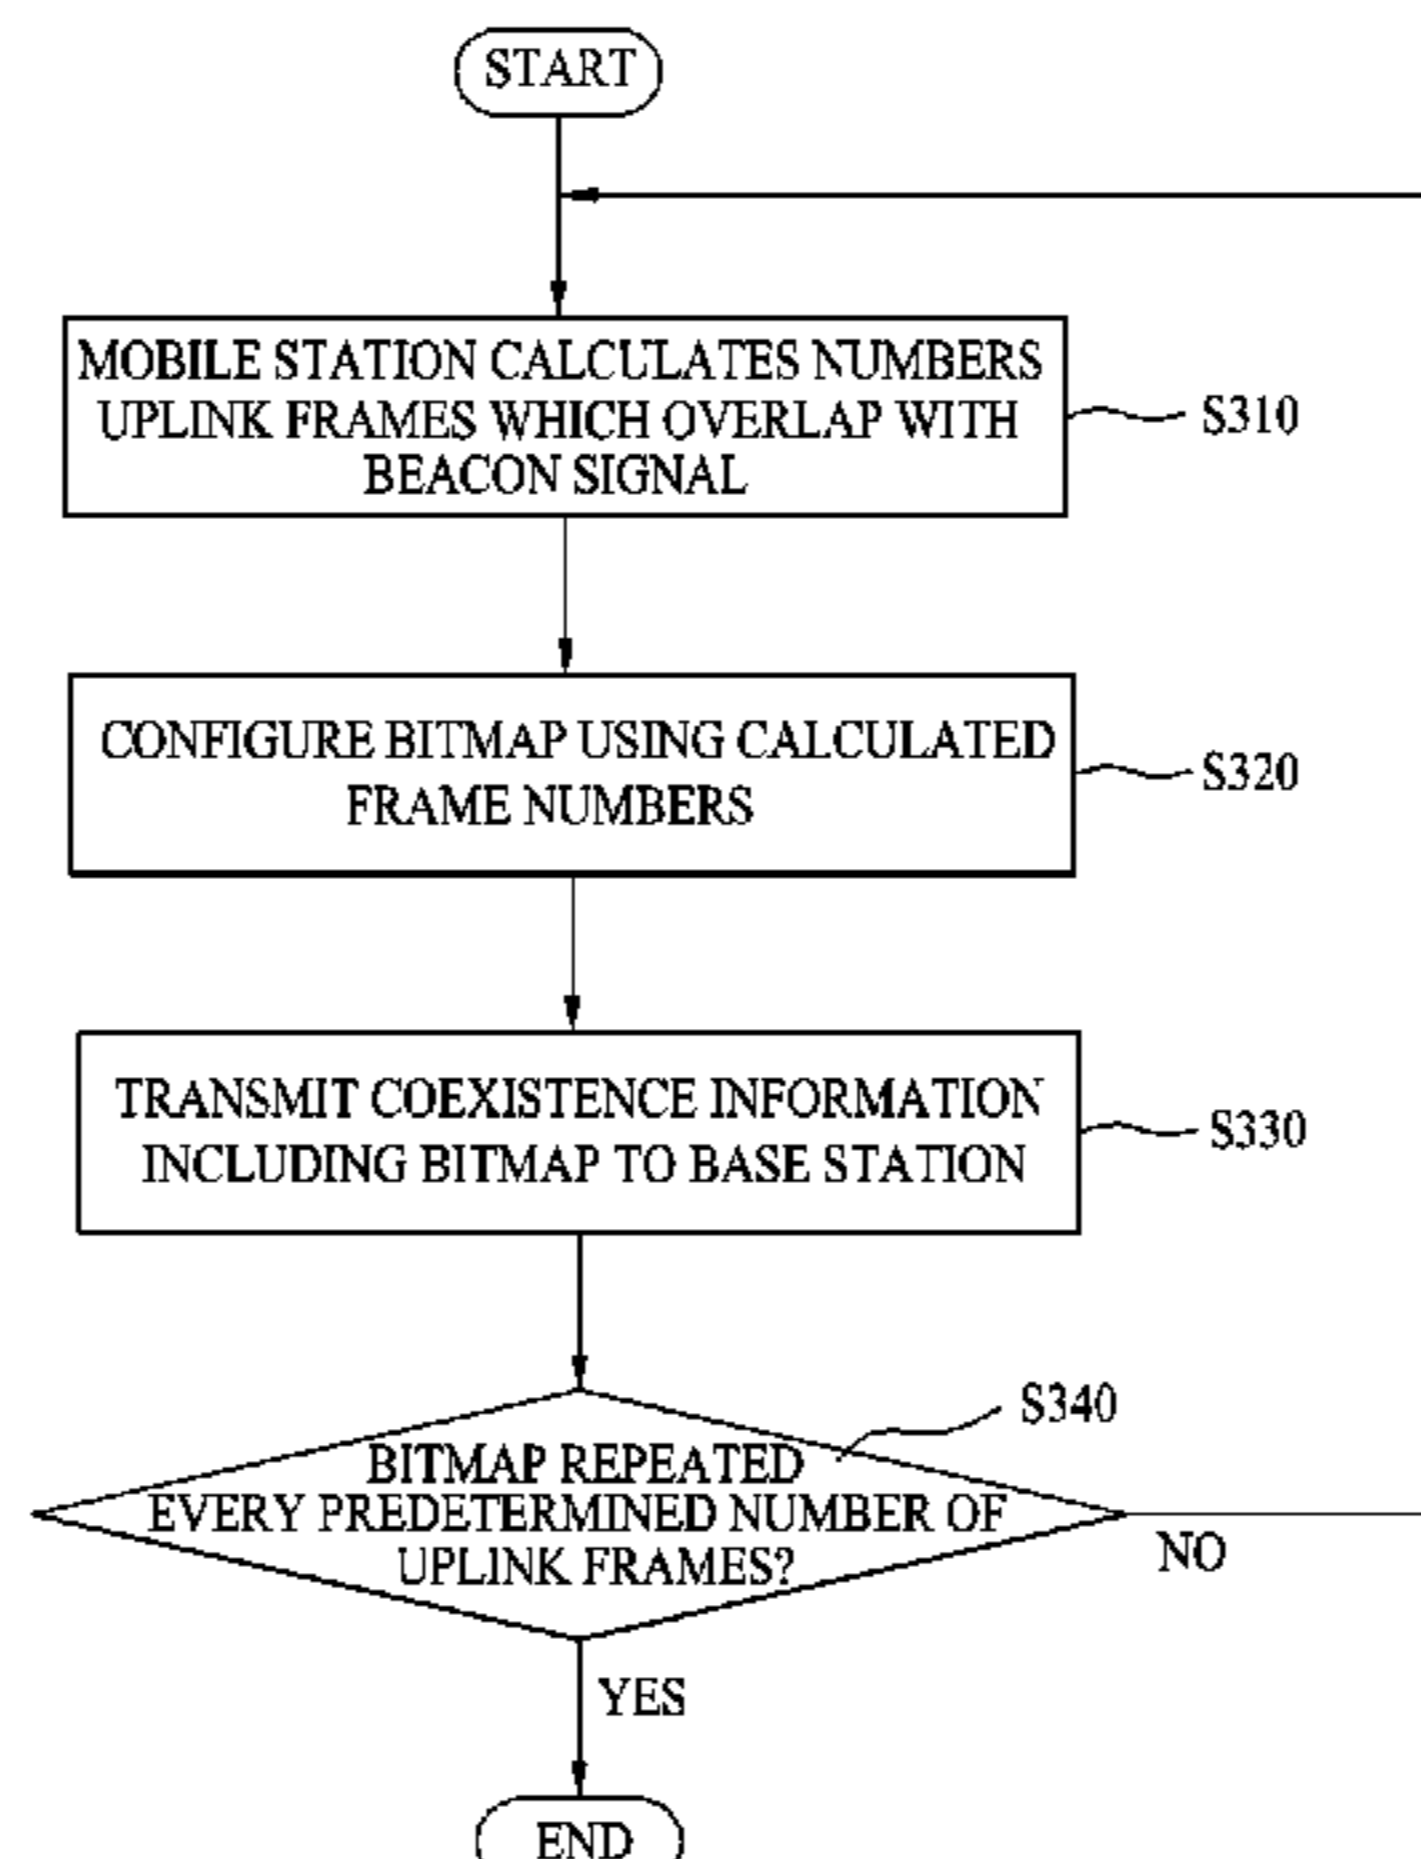 START
MOBILE STATION CALCULATES NUMBERS
UPLINK FRAMES WHICH OVERLAP WITH
BEACON SIGNAL
S310
CONFIGURE BITMAP USING CALCULATED
FRAME NUMBERS
S320
TRANSMIT COEXISTENCE INFORMATION
INCLUDING BITMAP TO BASE STATION
S330
S340
BITMAP REPEATED
EVERY PREDETERMINED NUMBER OF
UPLINK FRAMES?
NO
YES
END